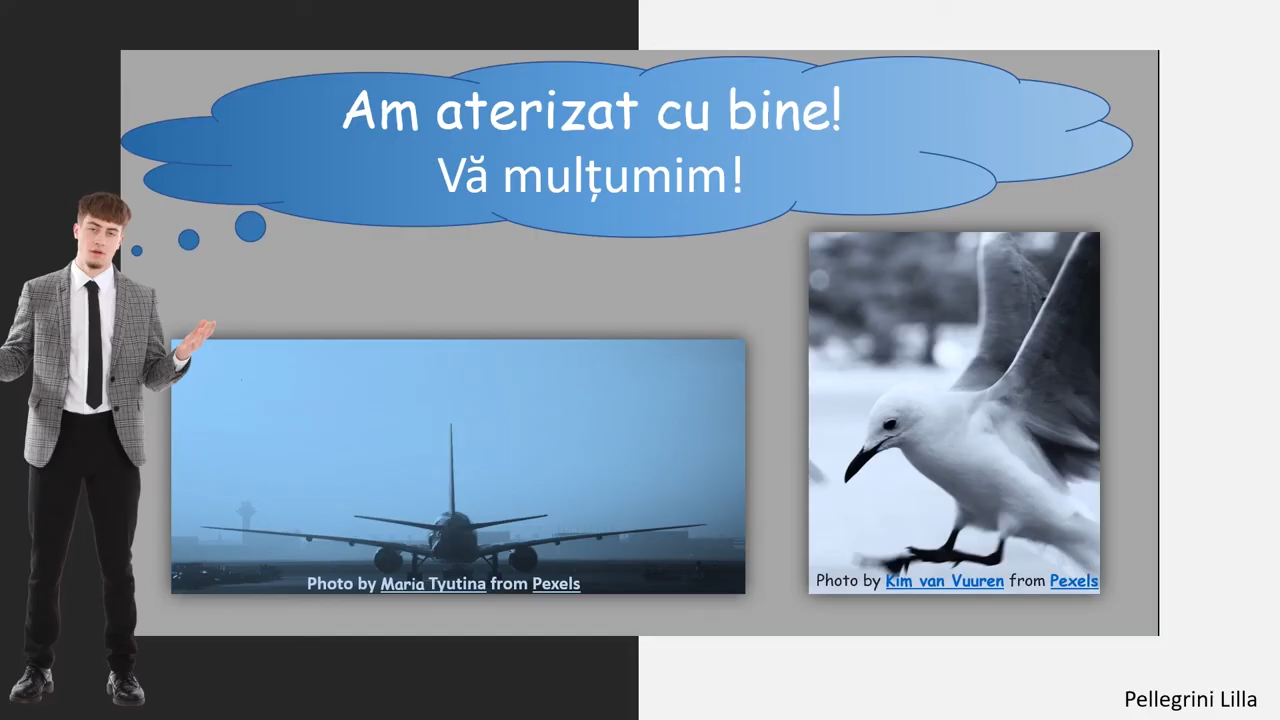 Am aterizat cu bine!
Vă mulțumim!
Photo by Maria Tyutina from Pexels
Photo by Kim van Vuuren from Pexels
Pellegrini Lilla